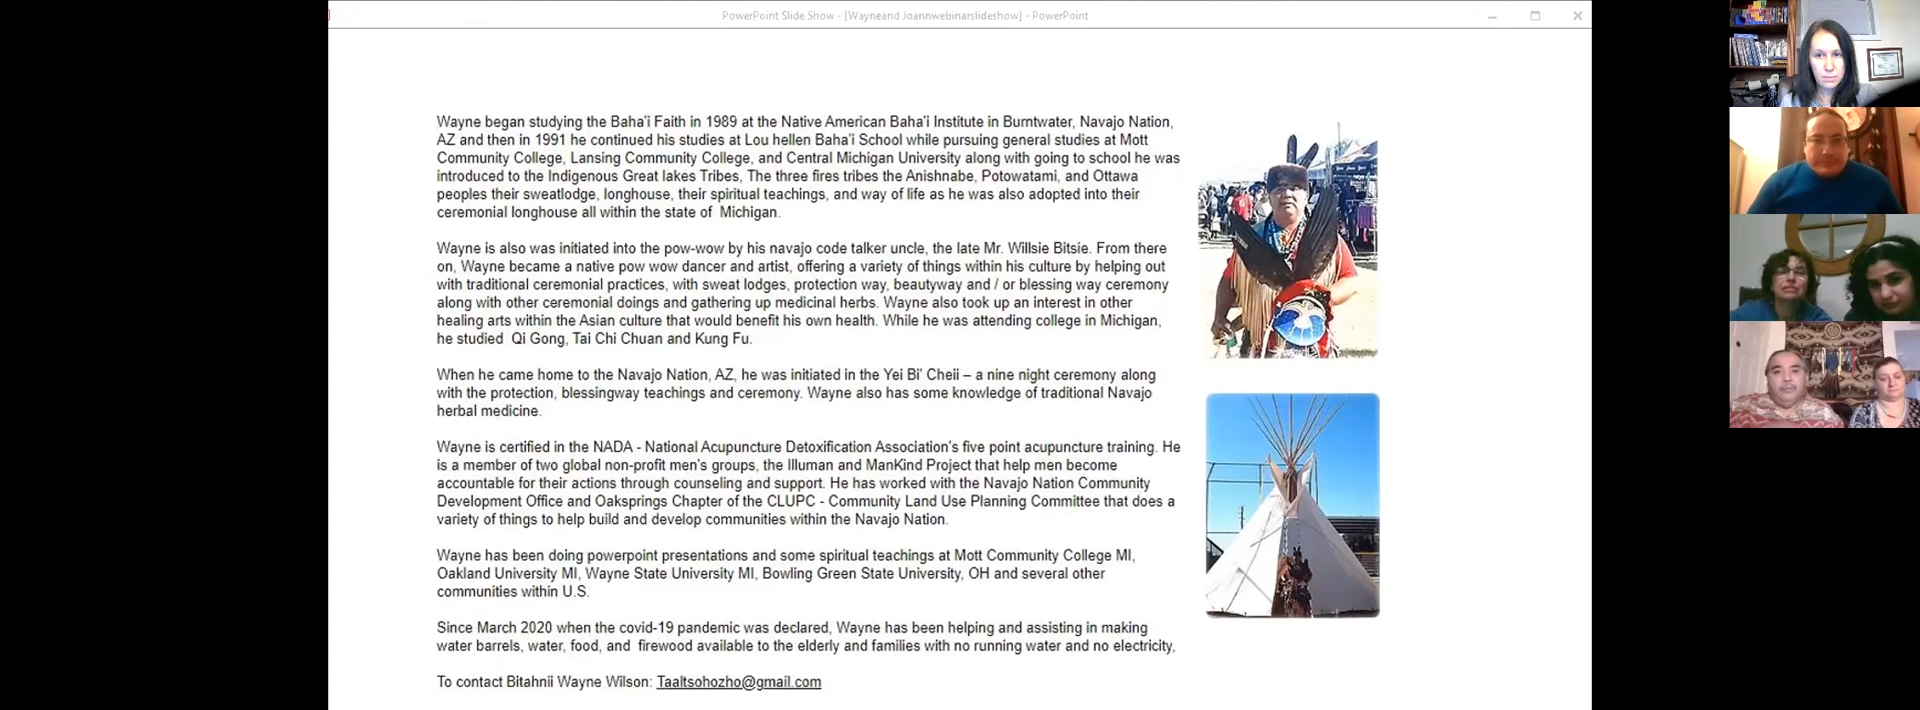 PowerPoint Slide Show - [Wayneand Joannwebinarslideshow] - PowerPoint
Wayne began studying the Baha'i Faith in 1989 at the Native American Baha'i Institute in Burntwater, Navajo Nation,
AZ and then in 1991 he continued his studies at Lou hellen Baha'i School while pursuing general studies at Mott
Community College, Lansing Community College, and Central Michigan University along with going to school he was
introduced to the Indigenous Great lakes Tribes, The three fires tribes the Anishnabe, Potowatami, and Ottawa
peoples their sweatlodge, longhouse, their spiritual teachings, and way of life as he was also adopted into their
ceremonial longhouse all within the state of Michigan.
Wayne is also was initiated into the pow-wow by his navajo code talker uncle, the late Mr. Willsie Bitsie. From there
on, Wayne became a native pow wow dancer and artist, offering a variety of things within his culture by helping out
with traditional ceremonial practices, with sweat lodges, protection way, beautyway and / or blessing way ceremony
along with other ceremonial doings and gathering up medicinal herbs. Wayne also took up an interest in other
healing arts within the Asian culture that would benefit his own health. While he was attending college in Michigan,
he studied Qi Gong, Tai Chi Chuan and Kung Fu.
When he came home to the Navajo Nation, AZ, he was initiated in the Yei Bi' Cheii – a nine night ceremony along
with the protection, blessingway teachings and ceremony. Wayne also has some knowledge of traditional Navajo
herbal medicine.
Wayne is certified in the NADA - National Acupuncture Detoxification Association's five point acupuncture training. He
is a member of two global non-profit men's groups, the Illuman and ManKind Project that help men become
accountable for their actions through counseling and support. He has worked with the Navajo Nation Community
Development Office and Oaksprings Chapter of the CLUPC - Community Land Use Planning Committee that does a
variety of things to help build and develop communities within the Navajo Nation.
Wayne has been doing powerpoint presentations and some spiritual teachings at Mott Community College MI,
Oakland University MI, Wayne State University MI, Bowling Green State University, OH and several other
communities within U.S.
Since March 2020 when the covid-19 pandemic was declared, Wayne has been helping and assisting in making
water barrels, water, food, and firewood available to the elderly and families with no running water and no electricity,
To contact Bitahnii Wayne Wilson: Taaltsohozho@gmail.com